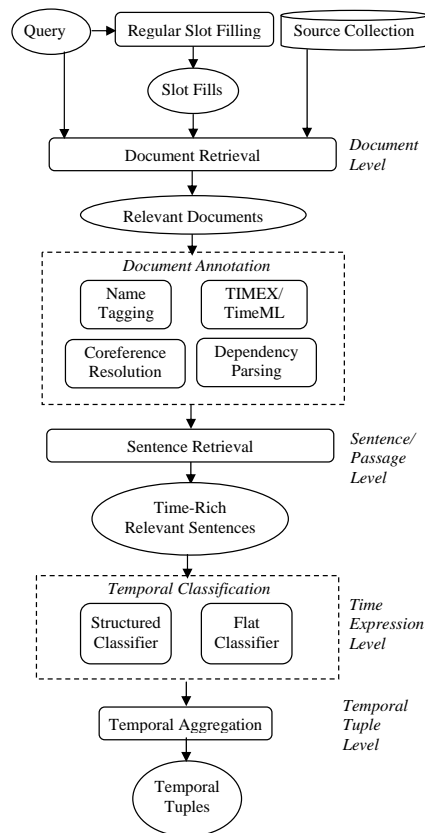 Query
Regular Slot Filling
Source Collection
Slot Fills
Document Retrieval
Document
Level
Relevant Documents
Document Annotation
Name
Tagging
TIMEX/
TimeML
Coreference
Resolution
Dependency
Parsing
Sentence Retrieval
Sentence/
Passage
Level
Time-Rich
Relevant Sentences
Temporal Classification
Structured
Classifier
Flat
Classifier
Time
Expression
Level
Temporal Aggregation
Temporal
Tuple
Level
Temporal
Tuples